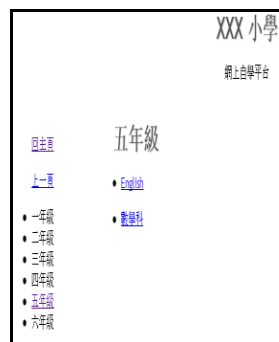 XXX 小學
網上自學平台
回主頁
上一頁
一年級
二年級
三年級
四年級
五年級
六年級
五年級
English
數學科